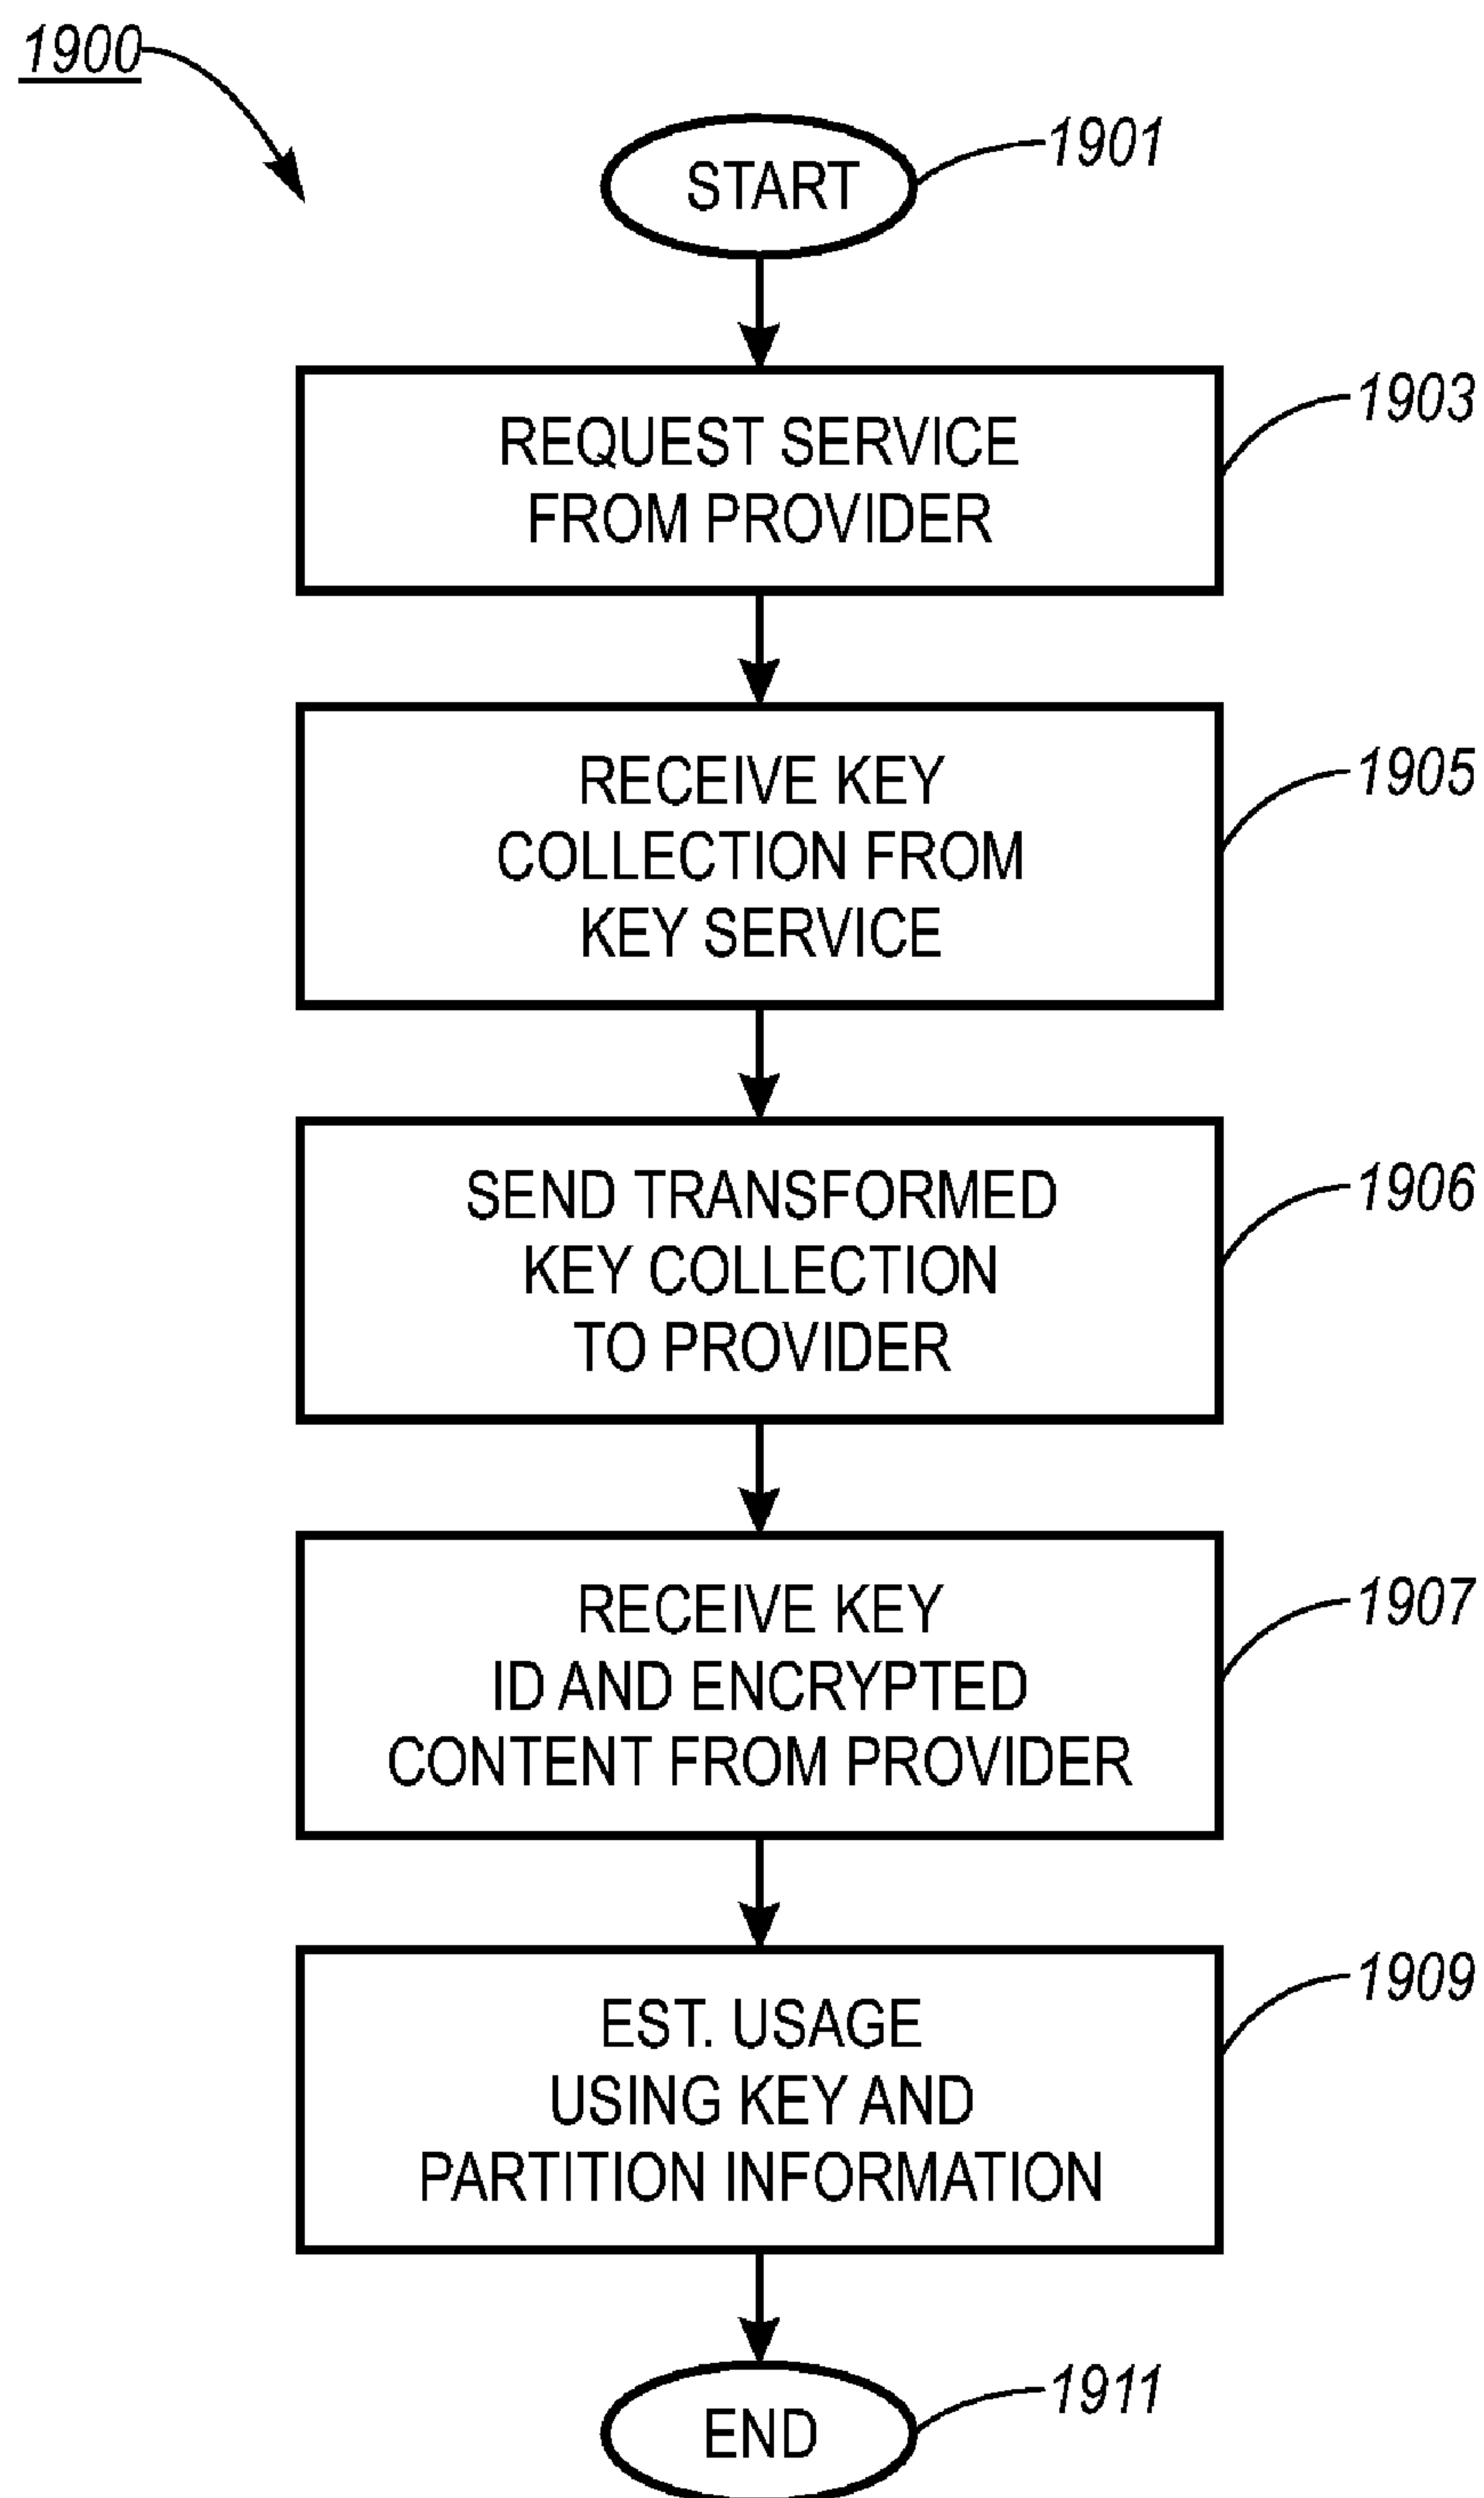 1900
START
1901
REQUEST SERVICE
FROM PROVIDER
1903
RECEIVE KEY
COLLECTION FROM
KEY SERVICE
1905
SEND TRANSFORMED
KEY COLLECTION
TO PROVIDER
1906
RECEIVE KEY
ID AND ENCRYPTED
CONTENT FROM PROVIDER
1907
EST. USAGE
USING KEY AND
PARTITION INFORMATION
1909
END
1911